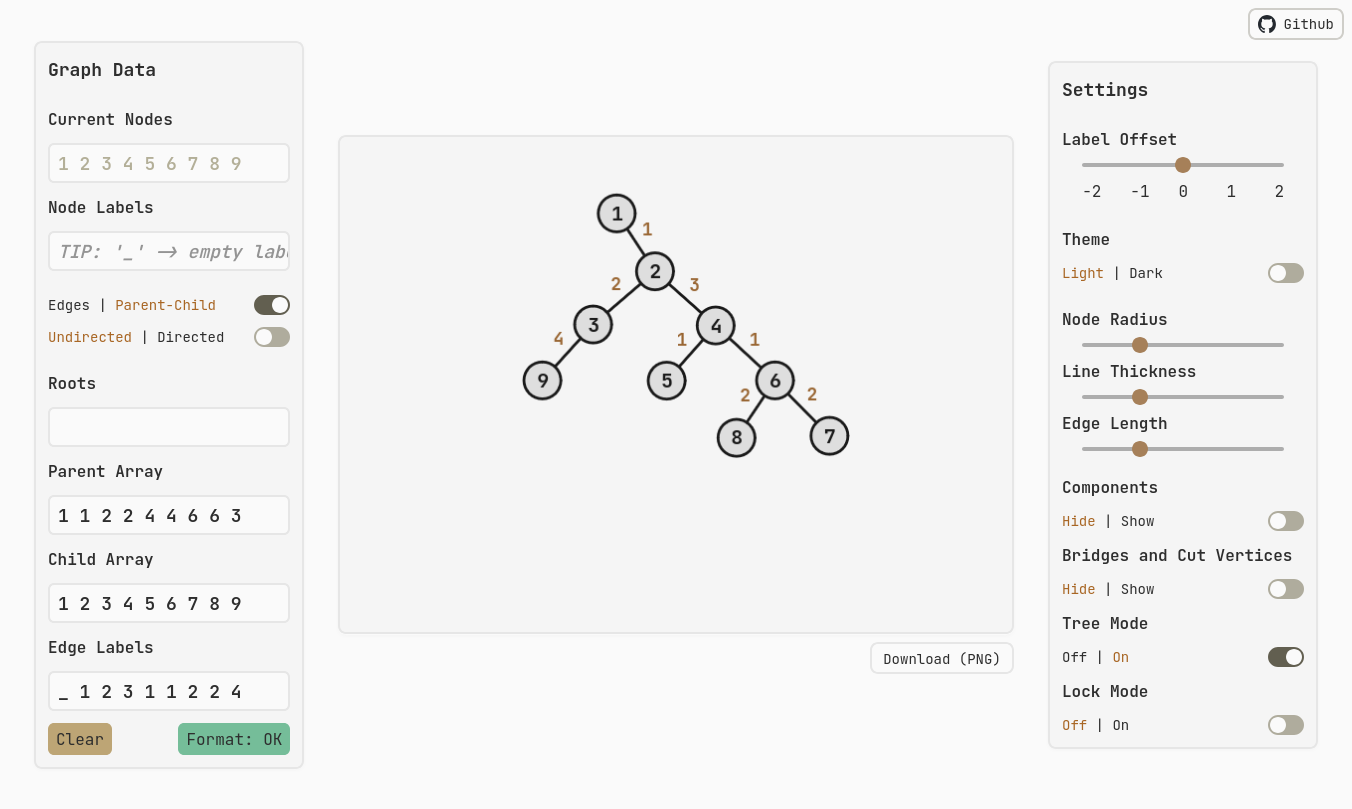 Github
Graph Data
Current Nodes
1 2 3 4 5 6 7 8 9
Node Labels
TIP: '_' -> empty lab
Edges | Parent-Child
Undirected | Directed
Roots
Parent Array
1 1 2 2 4 4 6 6 3
Child Array
1 2 3 4 5 6 7 8 9
Edge Labels
_ 1 2 3 1 1 2 2 4
Clear
Format: OK
1
1
2
2
3
3
4
4
1
1
9
5
6
2
2
8
7
Download (PNG)
Settings
Label Offset
-2 -1 0 1 2
Theme
Light | Dark
Node Radius
Line Thickness
Edge Length
Components
Hide | Show
Bridges and Cut Vertices
Hide | Show
Tree Mode
Off | On
Lock Mode
Off | On